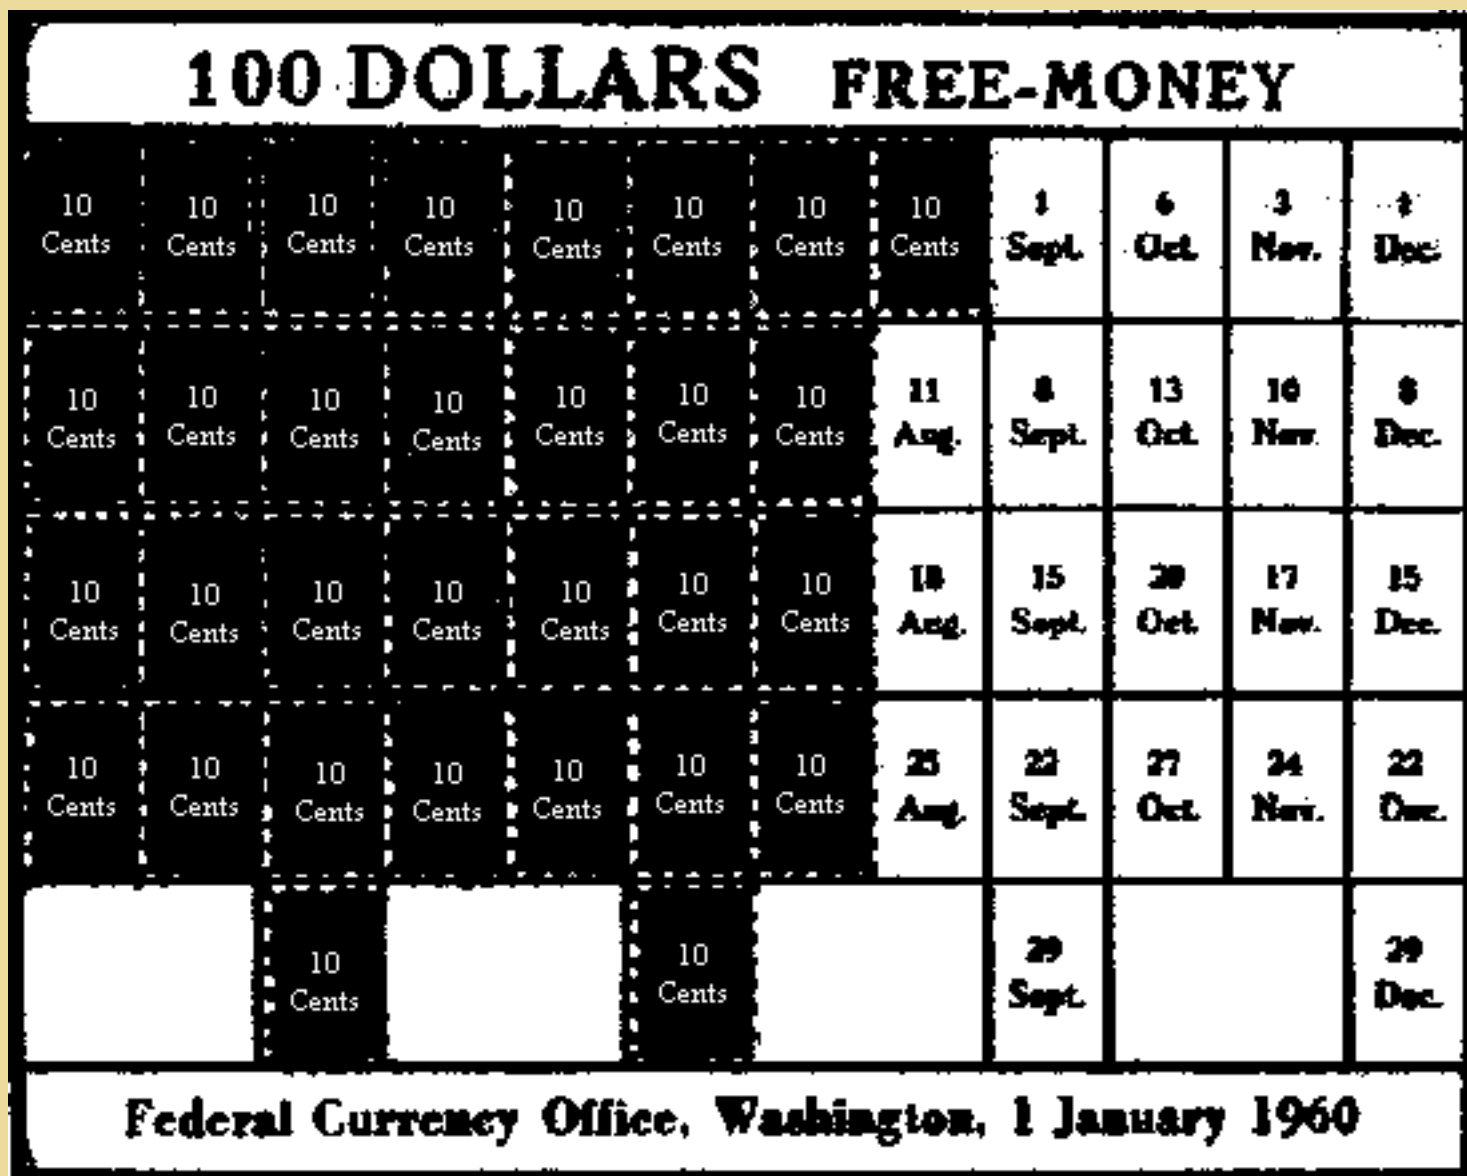 100 DOLLARS FREE-MONEY
10 10 10 10 10 10 10 10 1 6 3 1
Cents Cents Cents Cents Cents Cents Cents Cents Sept. Oct. Nov. Dec.
10 10 10 10 10 10 10 11 8 13 10 8
Cents Cents Cents Cents Cents Cents Cents Aug. Sept. Oct. Nov. Dec.
10 10 10 10 10 10 10 18 15 20 17 15
Cents Cents Cents Cents Cents Cents Cents Aug. Sept. Oct. Nov. Dec.
10 10 10 10 10 10 10 25 22 27 24 22
Cents Cents Cents Cents Cents Cents Cents Aug. Sept. Oct. Nov. Dec.
10 10 29 29
Cents Cents Sept. Dec.
Federal Currency Office, Washington, 1 January 1960